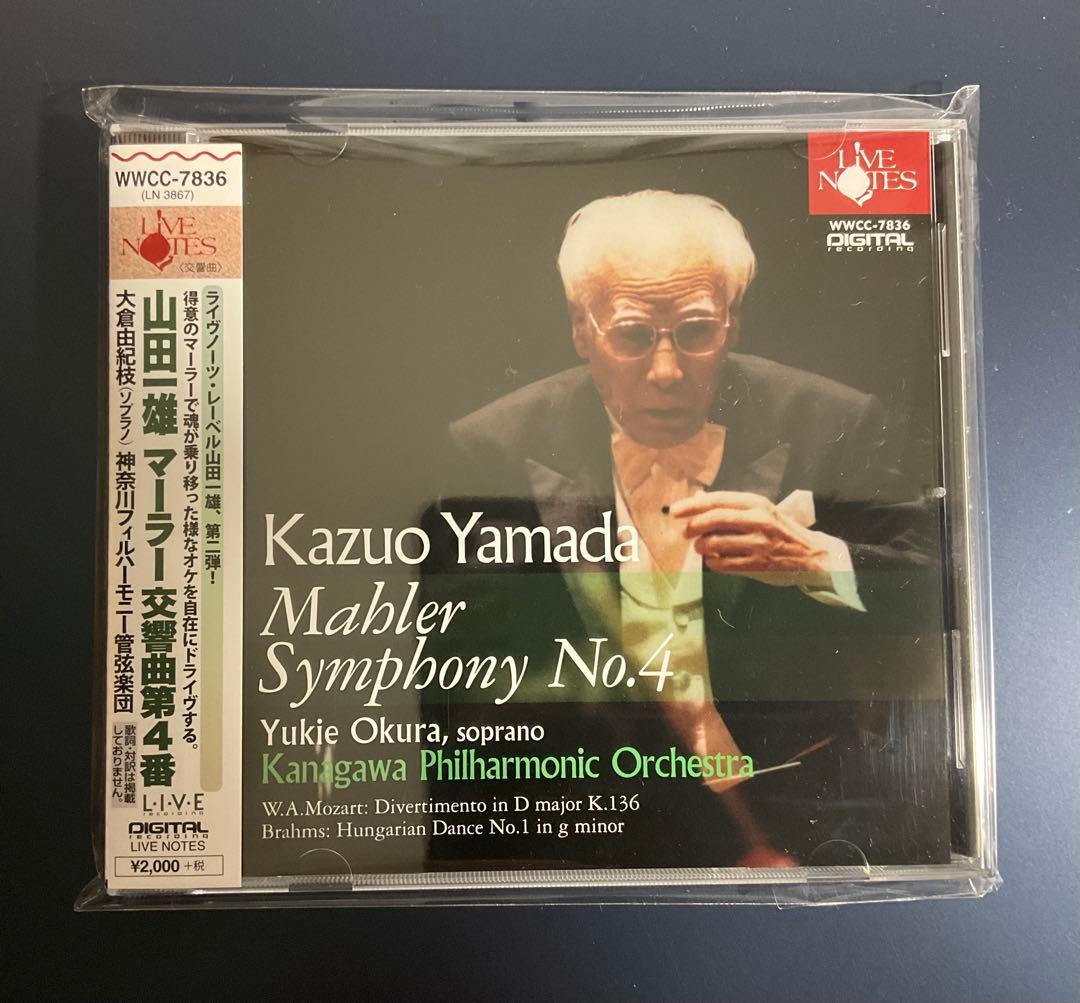 WWCC-7836
(LN 3867)
LIVE
NOTES
〈交響曲〉
ライヴノーツ・レーベル山田一雄、第二弾！
得意のマーラーで魂が乗り移った様なオケを自在にドライヴする。
山田一雄 マーラー 交響曲第4番
大倉由紀枝(ソプラノ) 神奈川フィルハーモニー管弦楽団
歌詞・対訳は掲載
しておりません。
L·I·V·E
recording
DIGITAL
recording
LIVE NOTES
¥2,000 +税
LIVE
NOTES
WWCC-7836
DIGITAL
recording
Kazuo Yamada
Mahler
Symphony No.4
Yukie Okura, soprano
Kanagawa Philharmonic Orchestra
W.A.Mozart: Divertimento in D major K.136
Brahms: Hungarian Dance No.1 in g minor